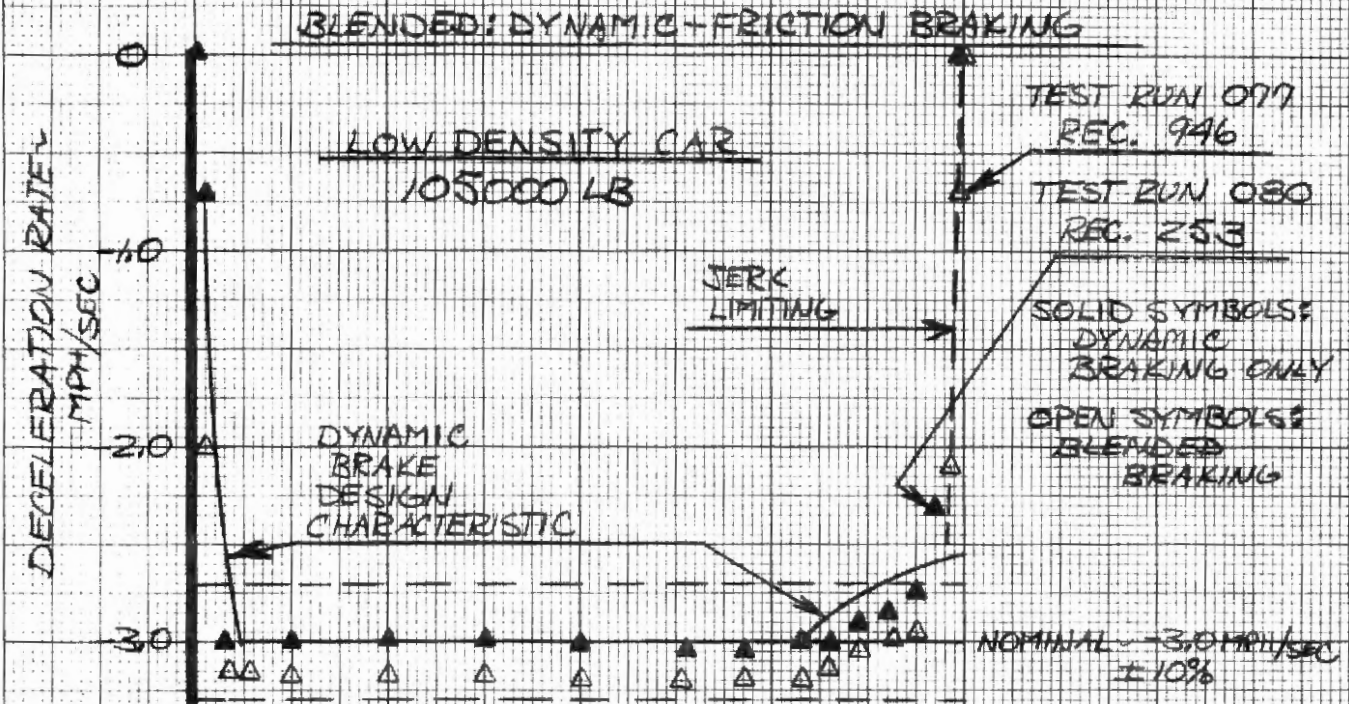 BLENDED: DYNAMIC-FRICTION BRAKING
0
-1.0
-2.0
-3.0
DECELERATION RATE~
MPH/SEC
LOW DENSITY CAR
105000 LB
TEST RUN 077
REC. 946
TEST RUN 080
REC. 253
JERK
LIMITING
SOLID SYMBOLS:
DYNAMIC
BRAKING ONLY
OPEN SYMBOLS:
BLENDED
BRAKING
DYNAMIC
BRAKE
DESIGN
CHARACTERISTIC
NOMINAL ~ -3.0 MPH/SEC
±10%